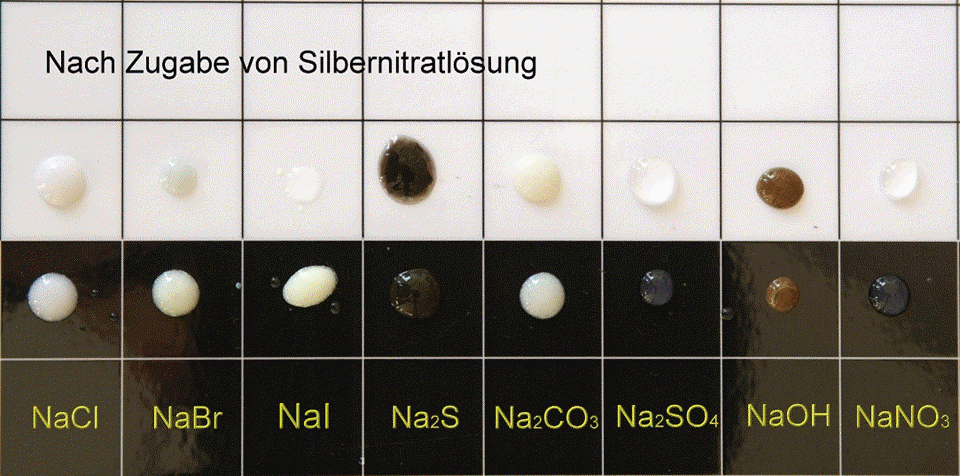 Nach Zugabe von Silbernitratlösung
NaCl NaBr NaI Na₂S Na₂CO₃ Na₂SO₄ NaOH NaNO₃